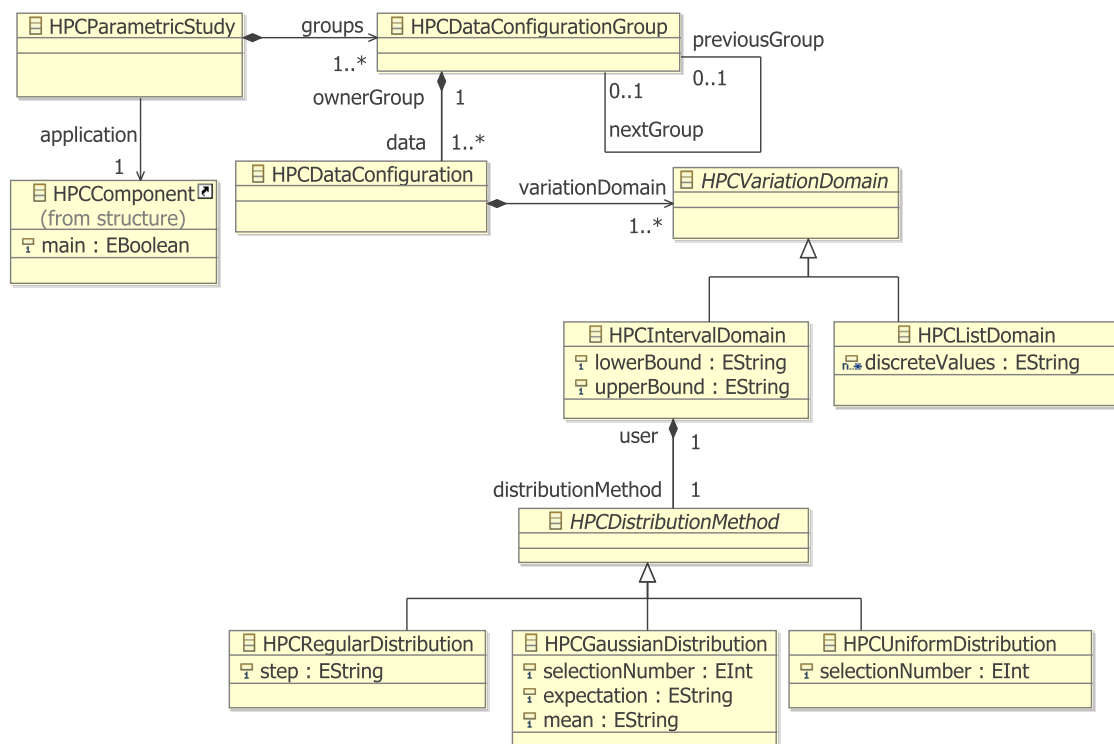 HPCParametricStudy
groups
1..*
HPCDataConfigurationGroup
previousGroup
0..1
0..1
nextGroup
ownerGroup
1
data
1..*
application
1
HPCComponent
(from structure)
main : EBoolean
HPCDataConfiguration
variationDomain
1..*
HPCVariationDomain
HPCIntervalDomain
lowerBound : EString
upperBound : EString
HPCListDomain
discreteValues : EString
user
1
distributionMethod
1
HPCDistributionMethod
HPCRegularDistribution
step : EString
HPCGaussianDistribution
selectionNumber : EInt
expectation : EString
mean : EString
HPCUniformDistribution
selectionNumber : EInt